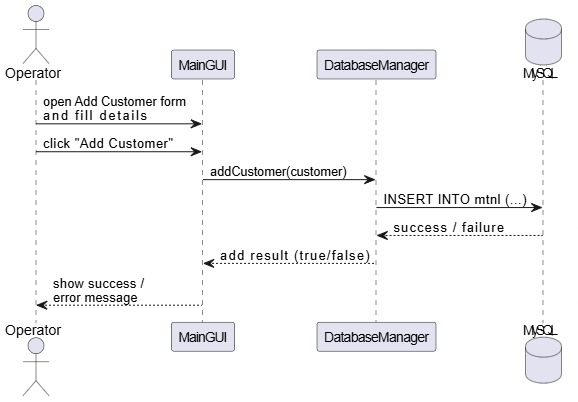 Operator
MainGUI
DatabaseManager
MySQL
open Add Customer form
and fill details
click "Add Customer"
addCustomer(customer)
INSERT INTO mtnl (...)
success / failure
add result (true/false)
show success /
error message
Operator
MainGUI
DatabaseManager
MySQL